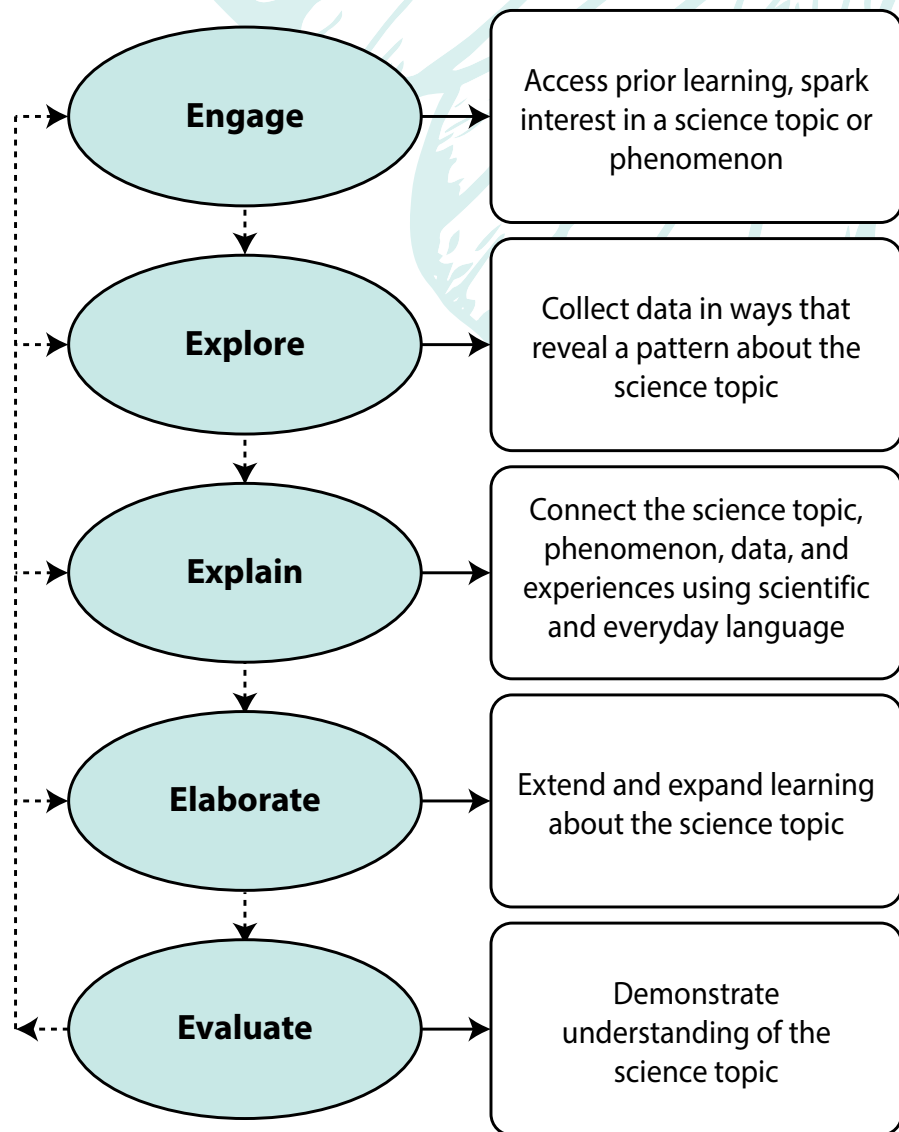 Engage
Access prior learning, spark
interest in a science topic or
phenomenon
Explore
Collect data in ways that
reveal a pattern about the
science topic
Explain
Connect the science topic,
phenomenon, data, and
experiences using scientific
and everyday language
Elaborate
Extend and expand learning
about the science topic
Evaluate
Demonstrate
understanding of the
science topic